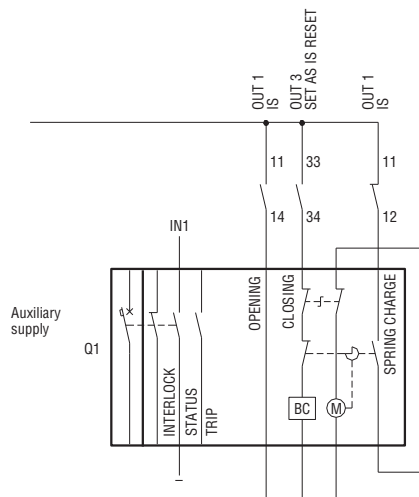 OUT 1
IS
OUT 3
SET AS IS RESET
OUT 1
IS
11
33
11
14
34
12
IN1
Auxiliary
supply
Q1
INTERLOCK
STATUS
TRIP
OPENING
CLOSING
SPRING CHARGE
BC
M
–